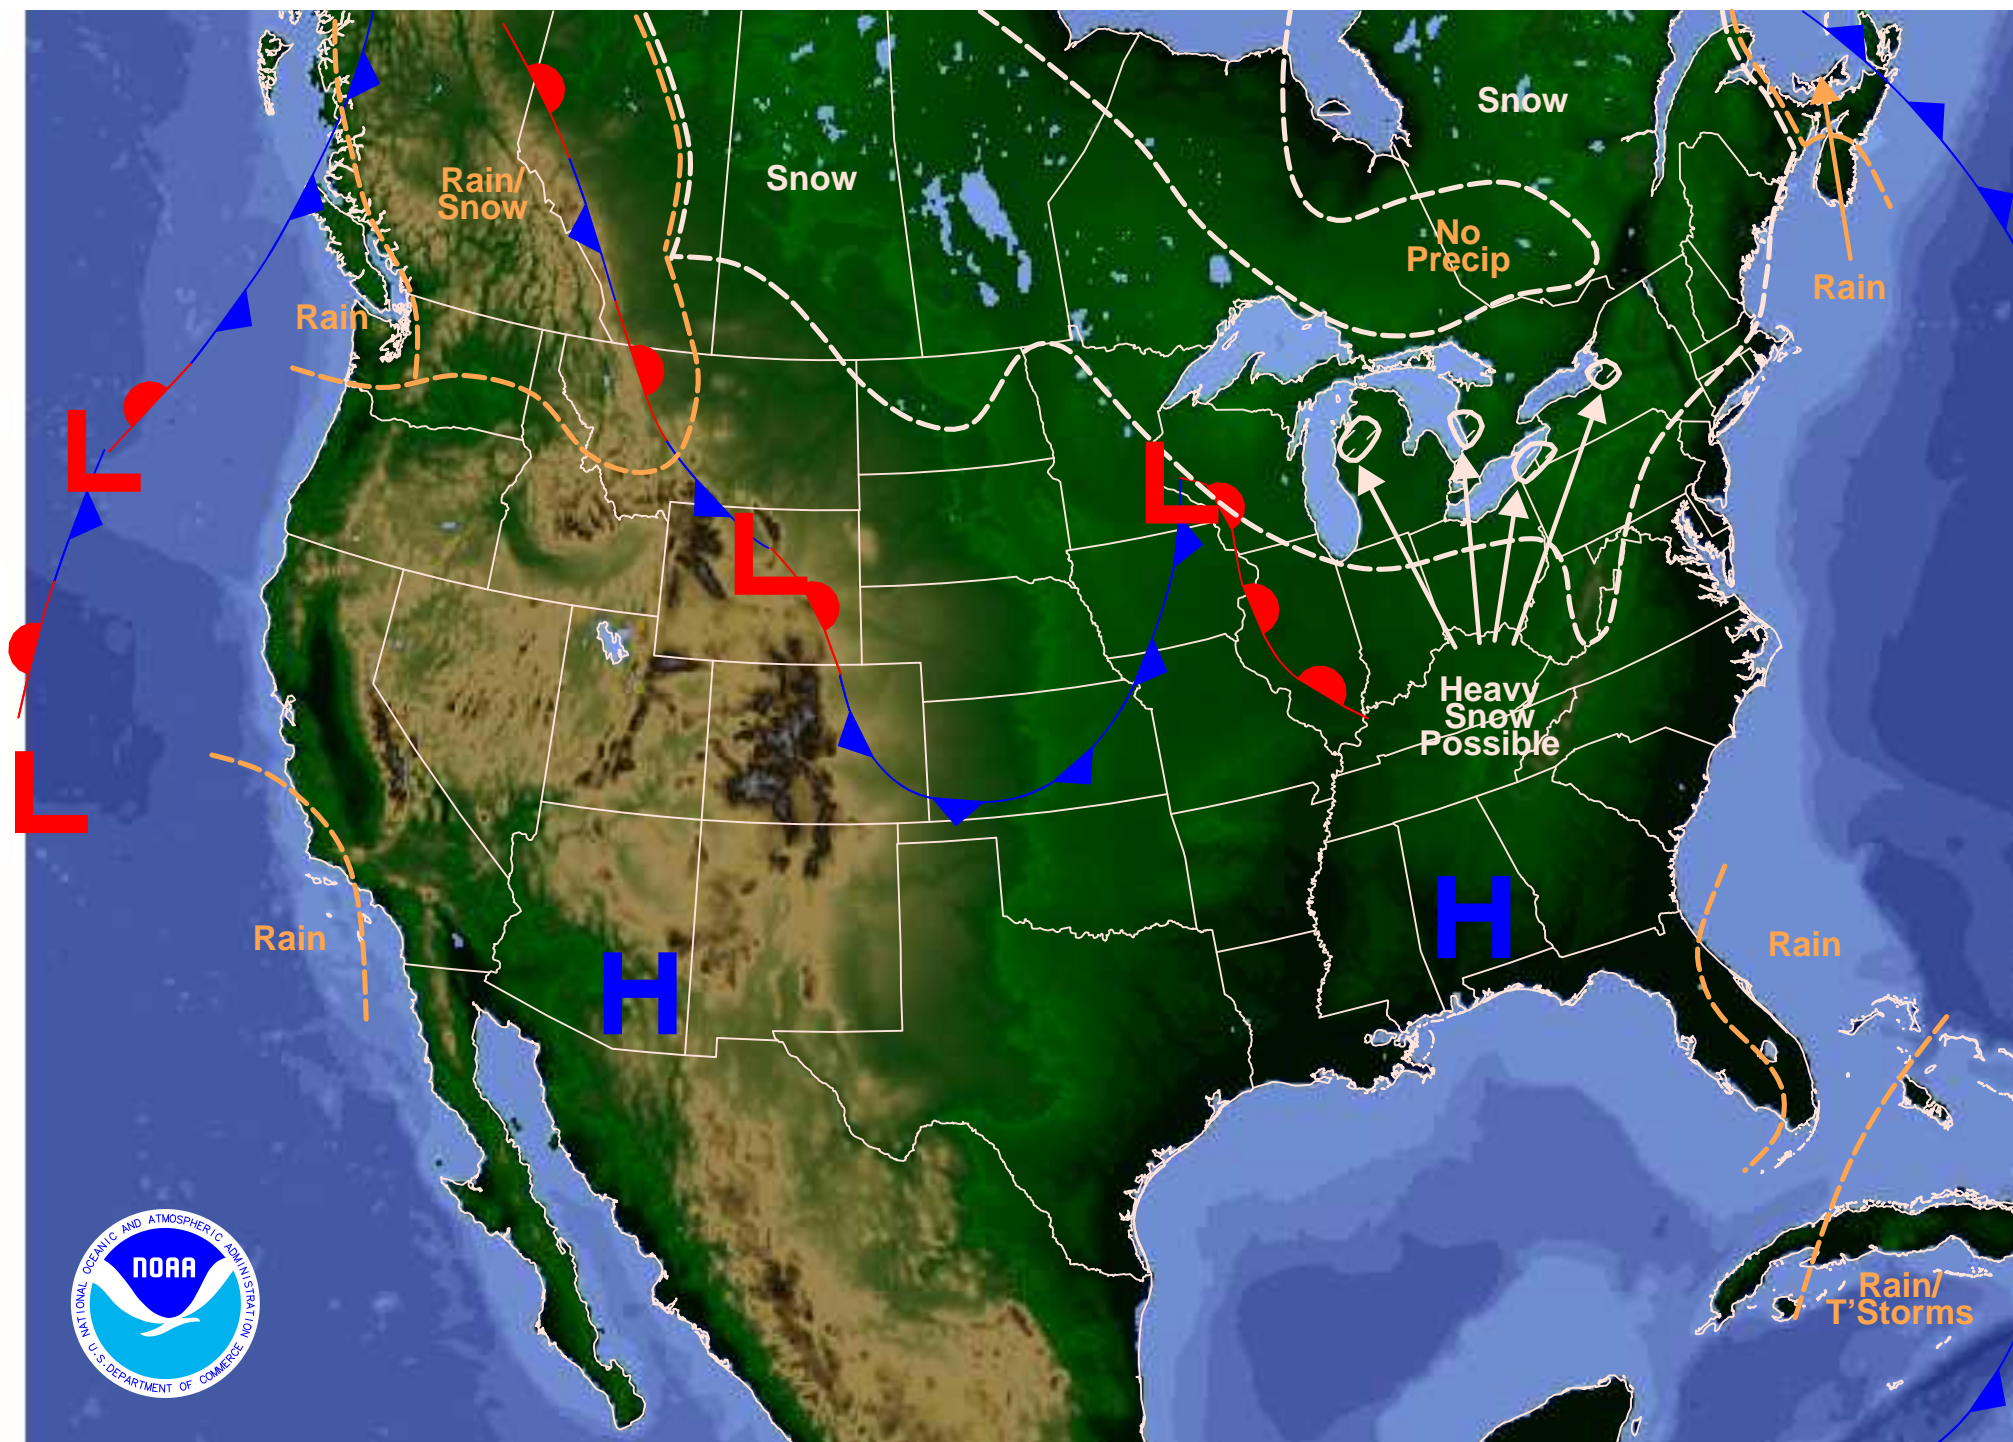 Snow
Rain/
Snow
Snow
No
Precip
Rain
Rain
L
L
L
Heavy
Snow
Possible
L
H
H
Rain
Rain
Rain/
T'Storms
NATIONAL OCEANIC AND ATMOSPHERIC ADMINISTRATION
NOAA
U.S. DEPARTMENT OF COMMERCE